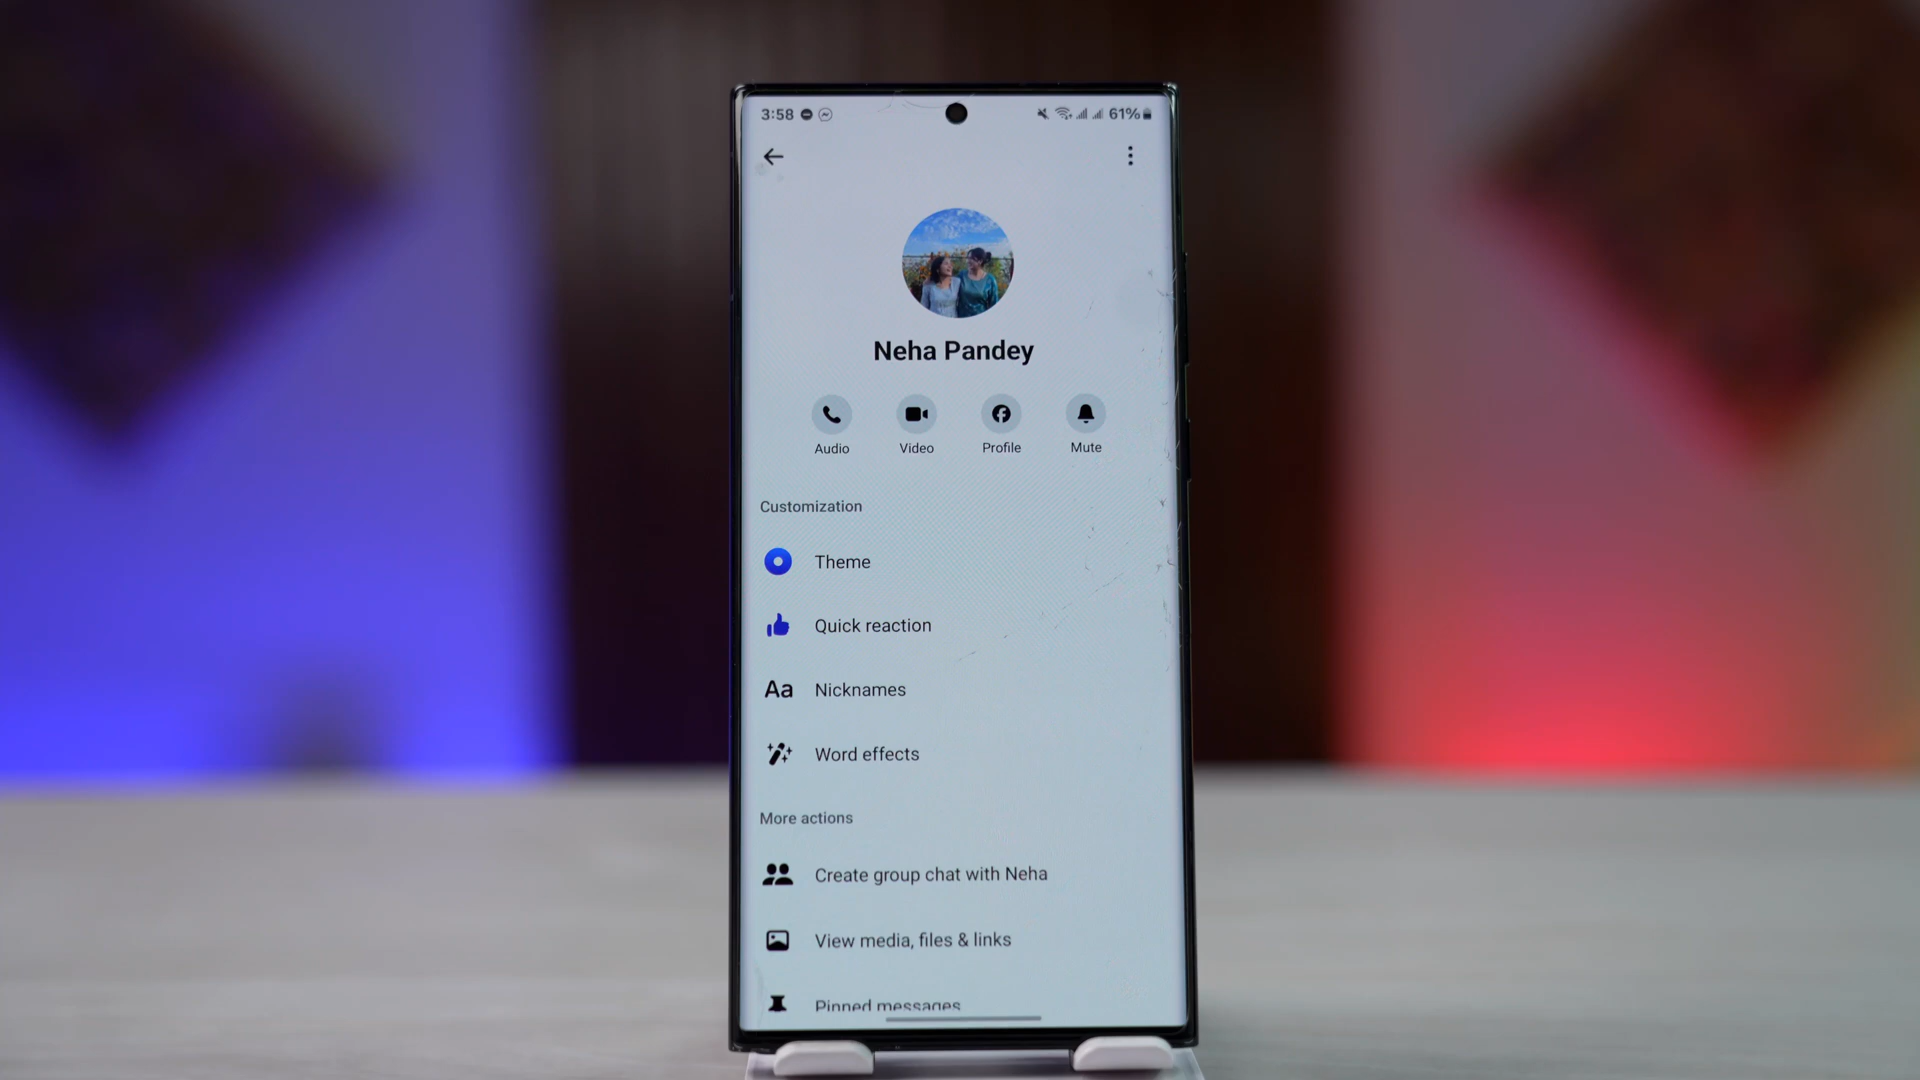 3:58 61%
Neha Pandey
Audio Video Profile Mute
Customization
Theme
Quick reaction
Aa Nicknames
Word effects
More actions
Create group chat with Neha
View media, files & links
Pinned messages